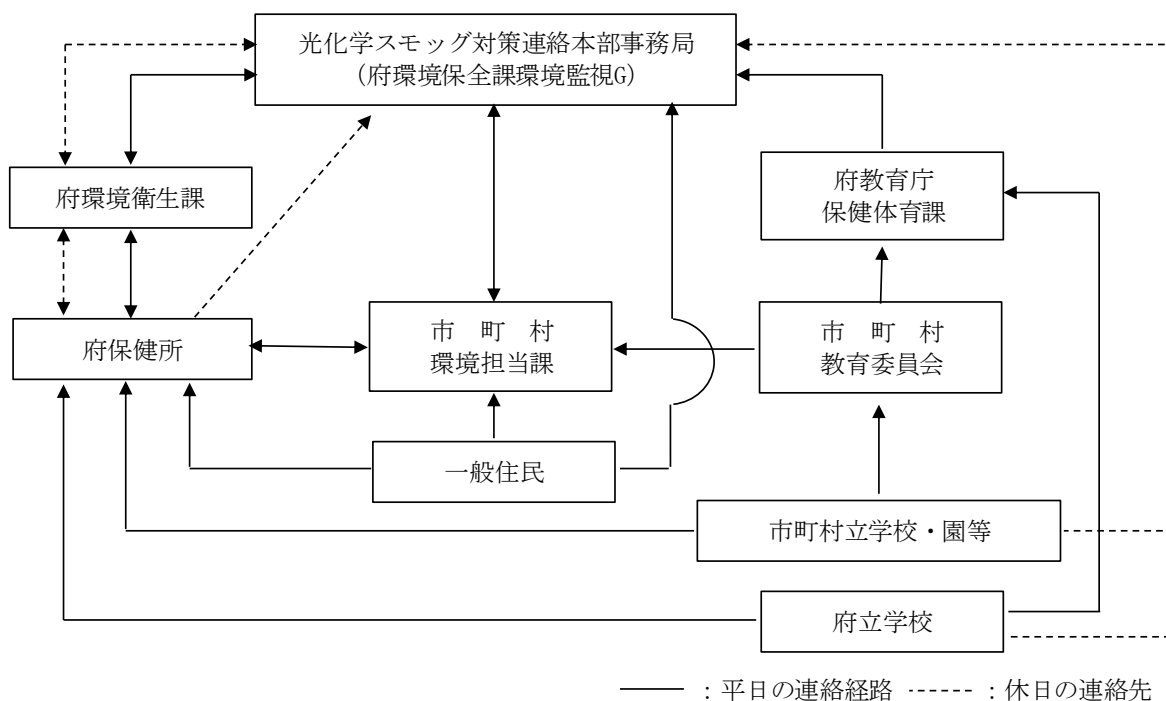 光化学スモッグ対策連絡本部事務局
(府環境保全課環境監視G)
府環境衛生課
府教育庁
保健体育課
府保健所
市 町 村
環境担当課
市 町 村
教育委員会
一般住民
市町村立学校・園等
府立学校
:平日の連絡経路 :休日の連絡先